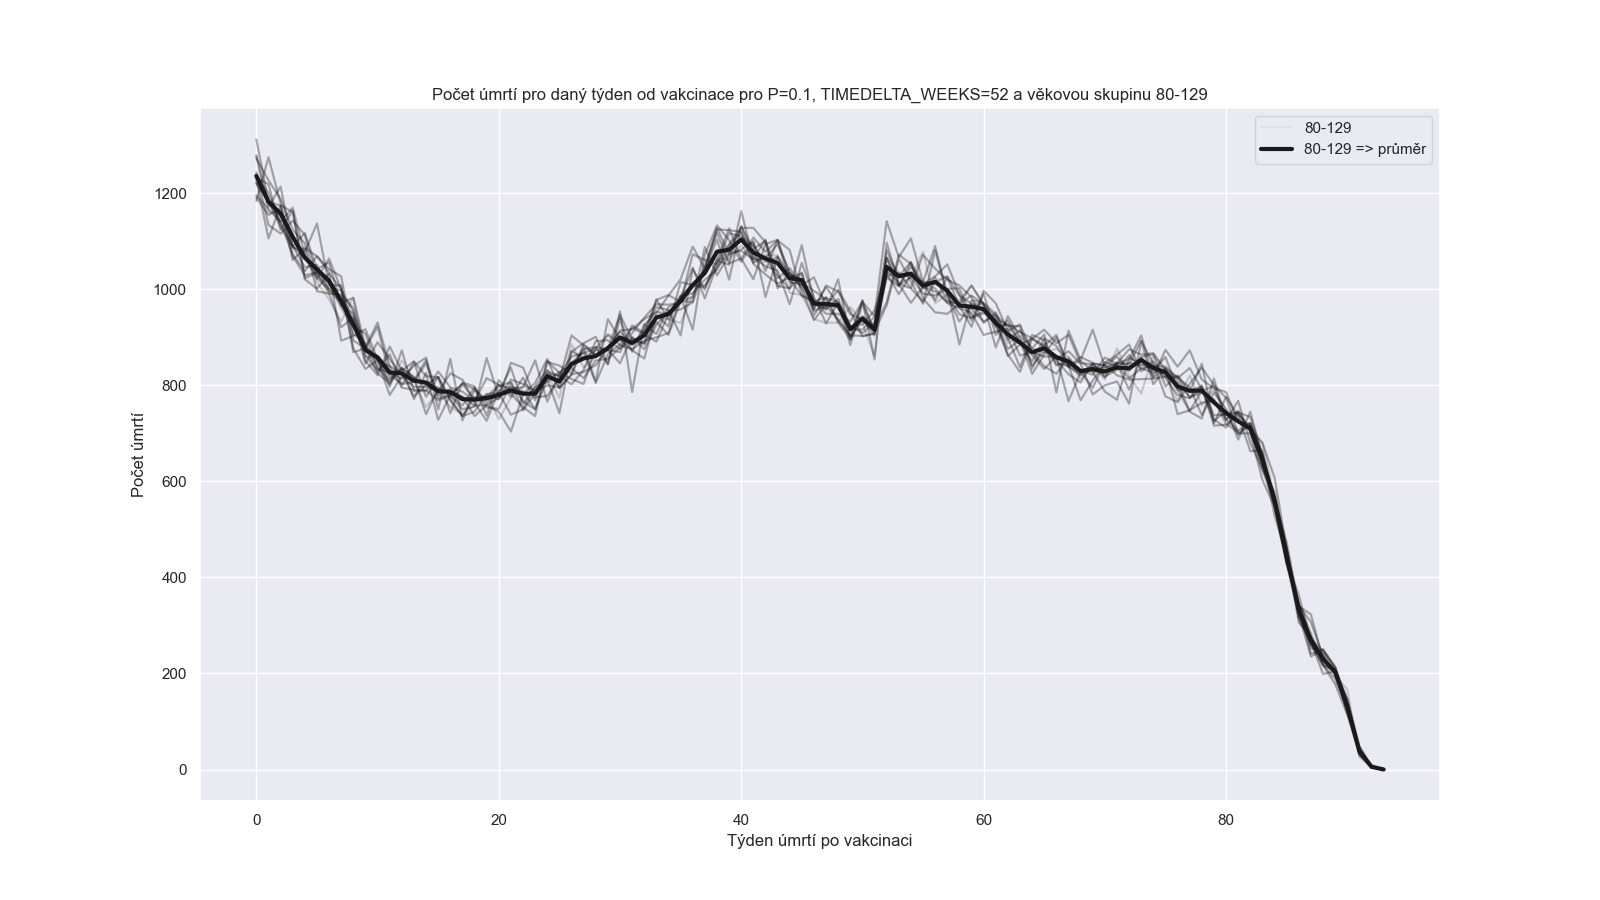 Počet úmrtí pro daný týden od vakcinace pro P=0.1, TIMEDELTA_WEEKS=52 a věkovou skupinu 80-129
80-129
80-129 => průměr
1200
1000
800
600
400
200
0
Počet úmrtí
0 20 40 60 80
Týden úmrtí po vakcinaci